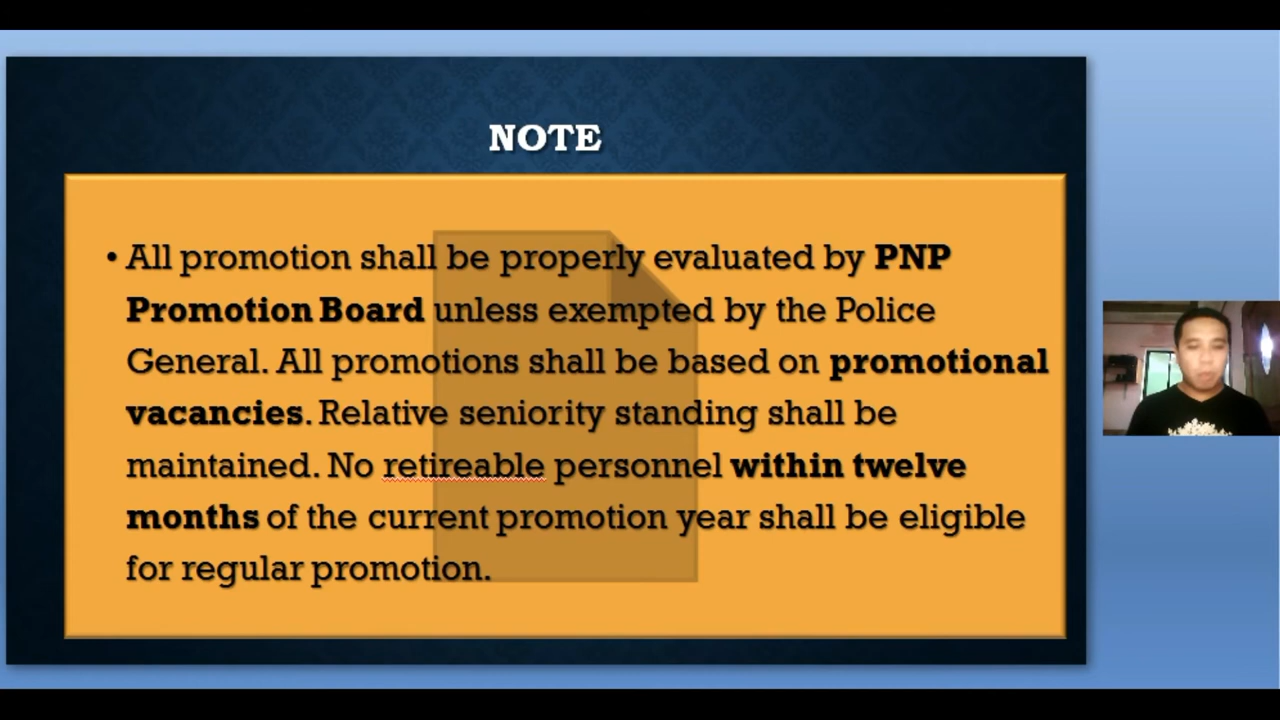 NOTE
• All promotion shall be properly evaluated by PNP
Promotion Board unless exempted by the Police
General. All promotions shall be based on promotional
vacancies. Relative seniority standing shall be
maintained. No retireable personnel within twelve
months of the current promotion year shall be eligible
for regular promotion.